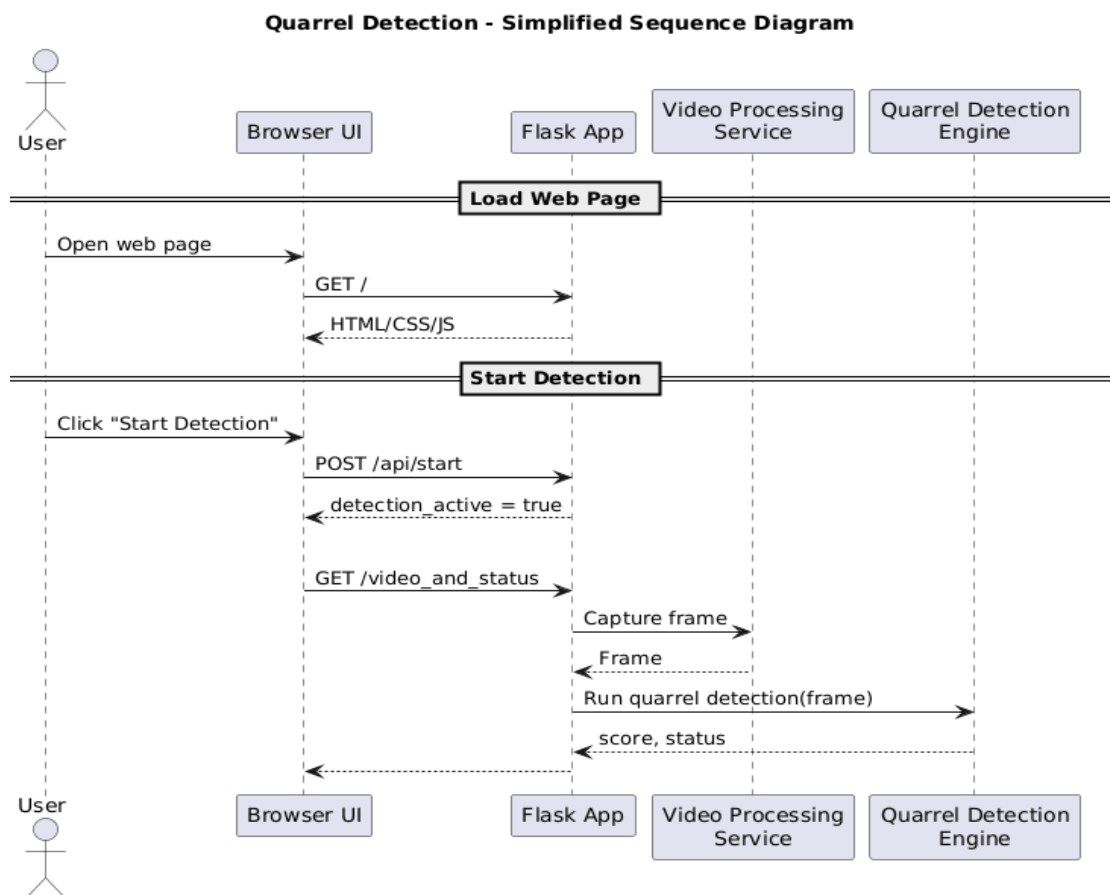 Quarrel Detection - Simplified Sequence Diagram
User
Browser UI
Flask App
Video Processing
Service
Quarrel Detection
Engine
Load Web Page
Open web page
GET /
HTML/CSS/JS
Start Detection
Click "Start Detection"
POST /api/start
detection_active = true
GET /video_and_status
Capture frame
Frame
Run quarrel detection(frame)
score, status
User
Browser UI
Flask App
Video Processing
Service
Quarrel Detection
Engine